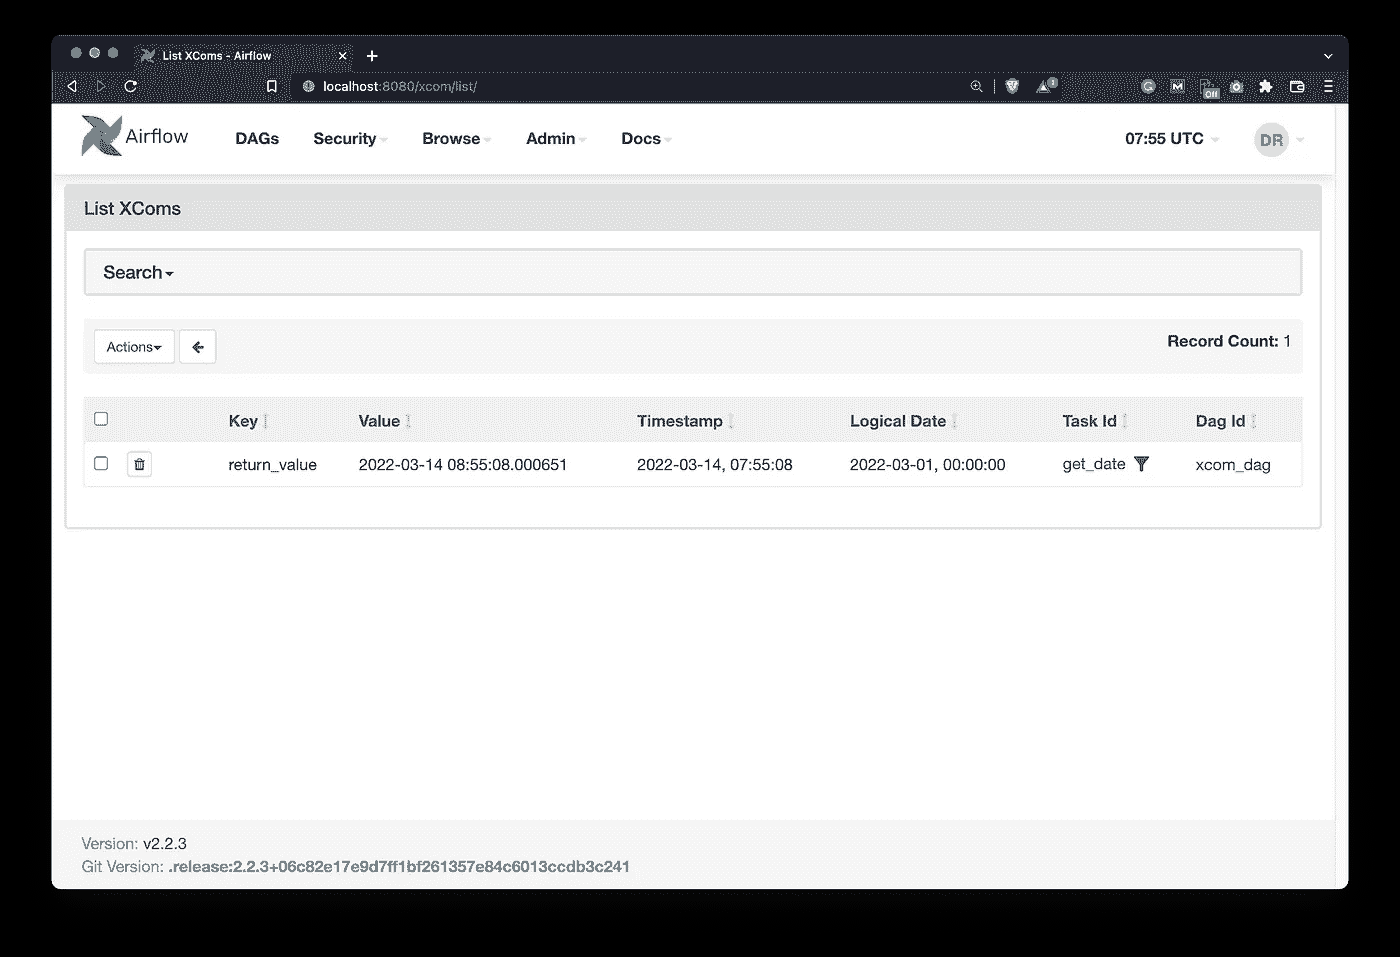 List XComs - Airflow
localhost:8080/xcom/list/
1
M
Off
Airflow DAGs Security Browse Admin Docs 07:55 UTC DR
List XComs
Search
Actions
Record Count: 1
Key Value Timestamp Logical Date Task Id Dag Id
return_value 2022-03-14 08:55:08.000651 2022-03-14, 07:55:08 2022-03-01, 00:00:00 get_date xcom_dag
Version: v2.2.3
Git Version: .release:2.2.3+06c82e17e9d7ff1bf261357e84c6013ccdb3c241